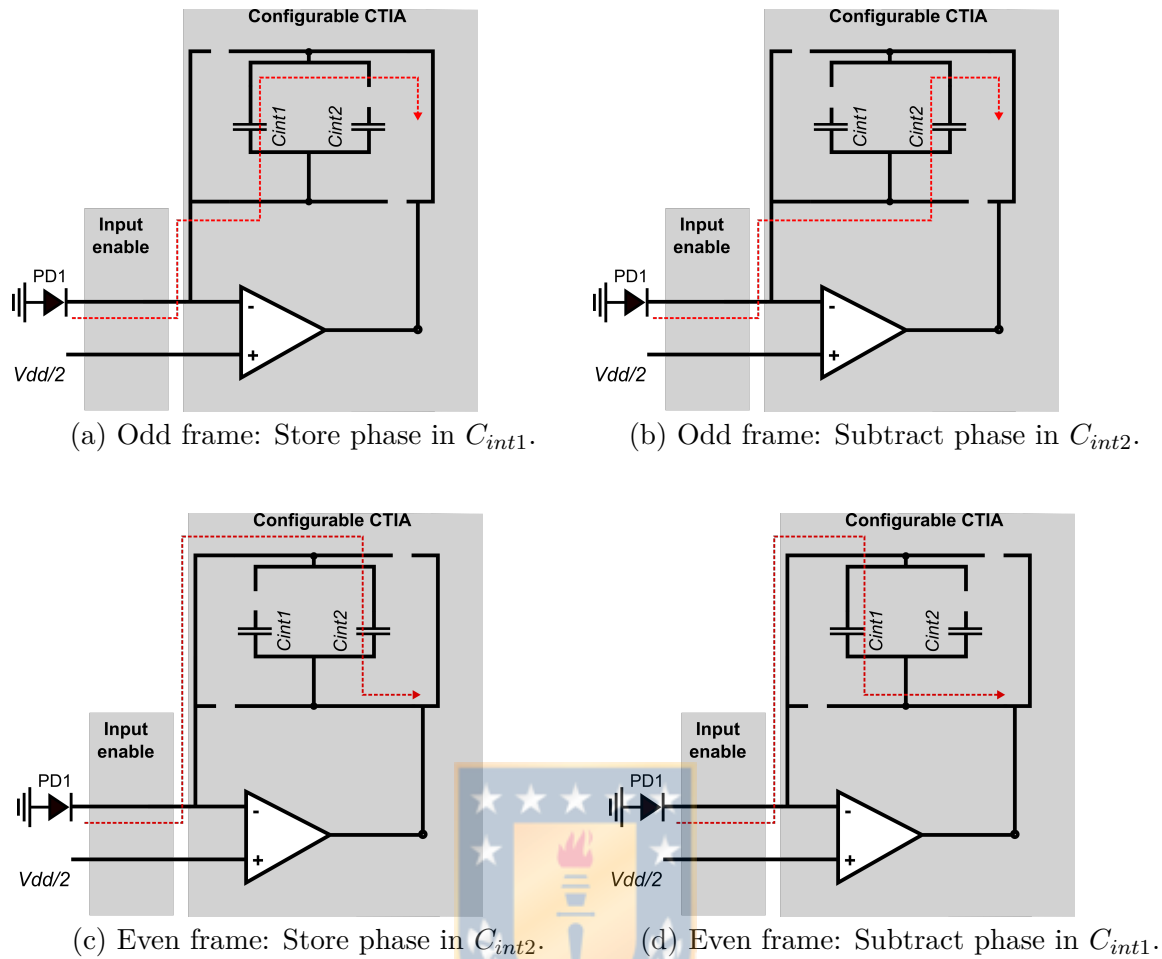 Configurable CTIA
Cint1
Cint2
Input
enable
PD1
-
+
Vdd/2
(a) Odd frame: Store phase in Cint1.
Configurable CTIA
Cint1
Cint2
Input
enable
PD1
-
+
Vdd/2
(b) Odd frame: Subtract phase in Cint2.
Configurable CTIA
Cint1
Cint2
Input
enable
PD1
-
+
Vdd/2
(c) Even frame: Store phase in Cint2.
Configurable CTIA
Cint1
Cint2
Input
enable
PD1
-
+
Vdd/2
(d) Even frame: Subtract phase in Cint1.